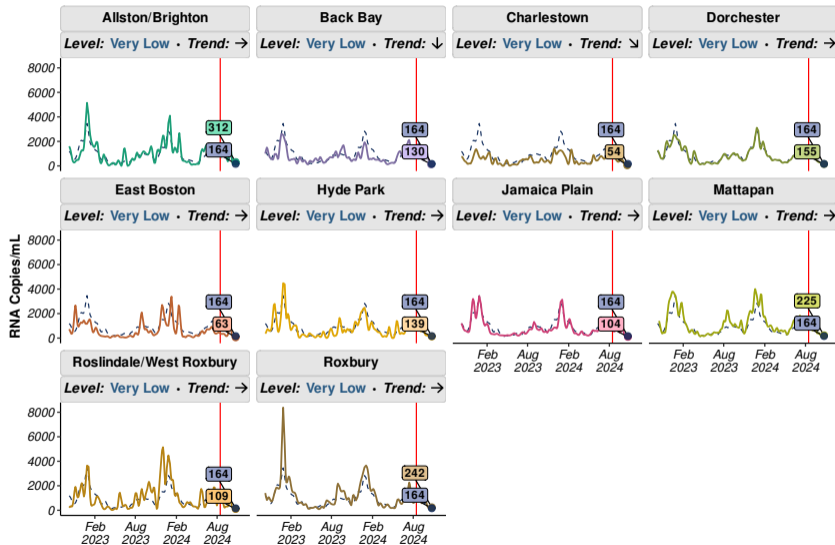 Allston/Brighton
Back Bay
Charlestown
Dorchester
Level: Very Low · Trend: →
Level: Very Low · Trend: ↓
Level: Very Low · Trend: ↘
Level: Very Low · Trend: →
8000
6000
4000
2000
0
312
164
164
130
164
54
164
155
East Boston
Hyde Park
Jamaica Plain
Mattapan
Level: Very Low · Trend: →
Level: Very Low · Trend: →
Level: Very Low · Trend: →
Level: Very Low · Trend: →
RNA Copies/mL
8000
6000
4000
2000
0
164
63
164
139
164
104
225
164
Feb 2023
Aug 2023
Feb 2024
Aug 2024
Feb 2023
Aug 2023
Feb 2024
Aug 2024
Roslindale/West Roxbury
Roxbury
Level: Very Low · Trend: →
Level: Very Low · Trend: →
8000
6000
4000
2000
0
164
109
242
164
Feb 2023
Aug 2023
Feb 2024
Aug 2024
Feb 2023
Aug 2023
Feb 2024
Aug 2024